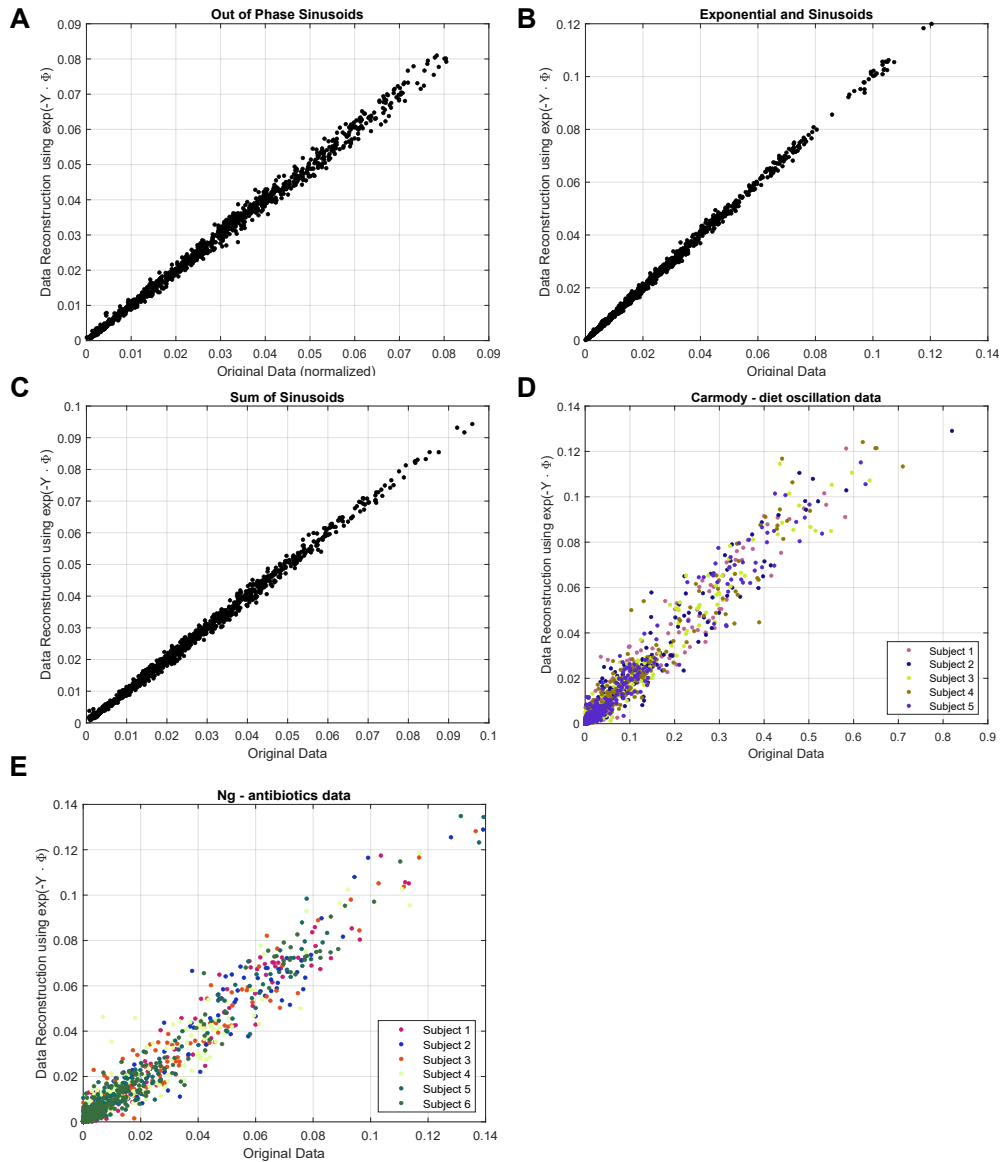 A
Out of Phase Sinusoids
Data Reconstruction using exp(-Y · Φ)
0.09
0.08
0.07
0.06
0.05
0.04
0.03
0.02
0.01
0
0 0.01 0.02 0.03 0.04 0.05 0.06 0.07 0.08 0.09
Original Data (normalized)
B
Exponential and Sinusoids
Data Reconstruction using exp(-Y · Φ)
0.12
0.1
0.08
0.06
0.04
0.02
0
0 0.02 0.04 0.06 0.08 0.1 0.12 0.14
Original Data
C
Sum of Sinusoids
Data Reconstruction using exp(-Y · Φ)
0.1
0.09
0.08
0.07
0.06
0.05
0.04
0.03
0.02
0.01
0
0 0.01 0.02 0.03 0.04 0.05 0.06 0.07 0.08 0.09 0.1
Original Data
D
Carmody - diet oscillation data
Data Reconstruction using exp(-Y · Φ)
0.14
0.12
0.1
0.08
0.06
0.04
0.02
0
0 0.1 0.2 0.3 0.4 0.5 0.6 0.7 0.8 0.9
Original Data
Subject 1
Subject 2
Subject 3
Subject 4
Subject 5
E
Ng - antibiotics data
Data Reconstruction using exp(-Y · Φ)
0.14
0.12
0.1
0.08
0.06
0.04
0.02
0
0 0.02 0.04 0.06 0.08 0.1 0.12 0.14
Original Data
Subject 1
Subject 2
Subject 3
Subject 4
Subject 5
Subject 6